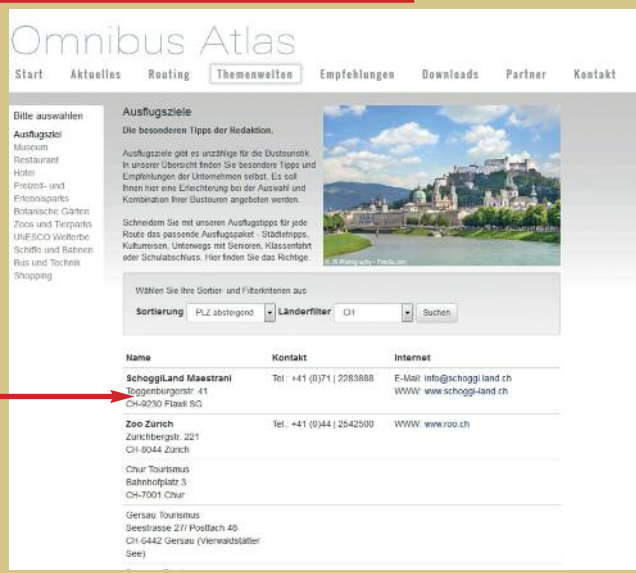 Omnibus Atlas
Start Aktuelles Routing Themenwelten Empfehlungen Downloads Partner Kontakt
Bitte auswählen
Ausflugsziel
Museum
Restaurant
Hotel
Freizeit- und
Erlebnisparks
Botanische Gärten
Zoos und Tierparks
UNESCO Welterbe
Schiffe und Bahnen
Bus und Technik
Shopping
Ausflugsziele
Die besonderen Tipps der Redaktion.
Ausflugsziele gibt es unzählige für die Bustouristik.
In unserer Übersicht finden Sie besondere Tipps und
Empfehlungen der Unternehmen selbst. Es soll
Ihnen hier eine Erleichterung bei der Auswahl und
Kombination Ihrer Bustouren angeboten werden.
Schneidern Sie mit unseren Ausflugstipps für jede
Route das passende Ausflugspaket - Städtetripps,
Kulturreisen, Unterwegs mit Senioren, Klassenfahrt
oder Schulabschluss. Hier finden Sie das Richtige.
© JR Photography - Fotolia.com
Wählen Sie Ihre Sortier- und Filterkriterien aus
Sortierung PLZ absteigend Länderfilter CH Suchen
Name Kontakt Internet
SchoggiLand Maestrani Tel.: +41 (0)71 | 2283888 E-Mail: info@schoggi-land.ch
Toggenburgerstr. 41 WWW: www.schoggi-land.ch
CH-9230 Flawil SG
Zoo Zürich Tel.: +41 (0)44 | 2542500 WWW: www.roo.ch
Zürichbergstr. 221
CH-8044 Zürich
Chur Tourismus
Bahnhofplatz 3
CH-7001 Chur
Gersau Tourismus
Seestrasse 27/ Postfach 48
CH-6442 Gersau (Vierwaldstätter
See)